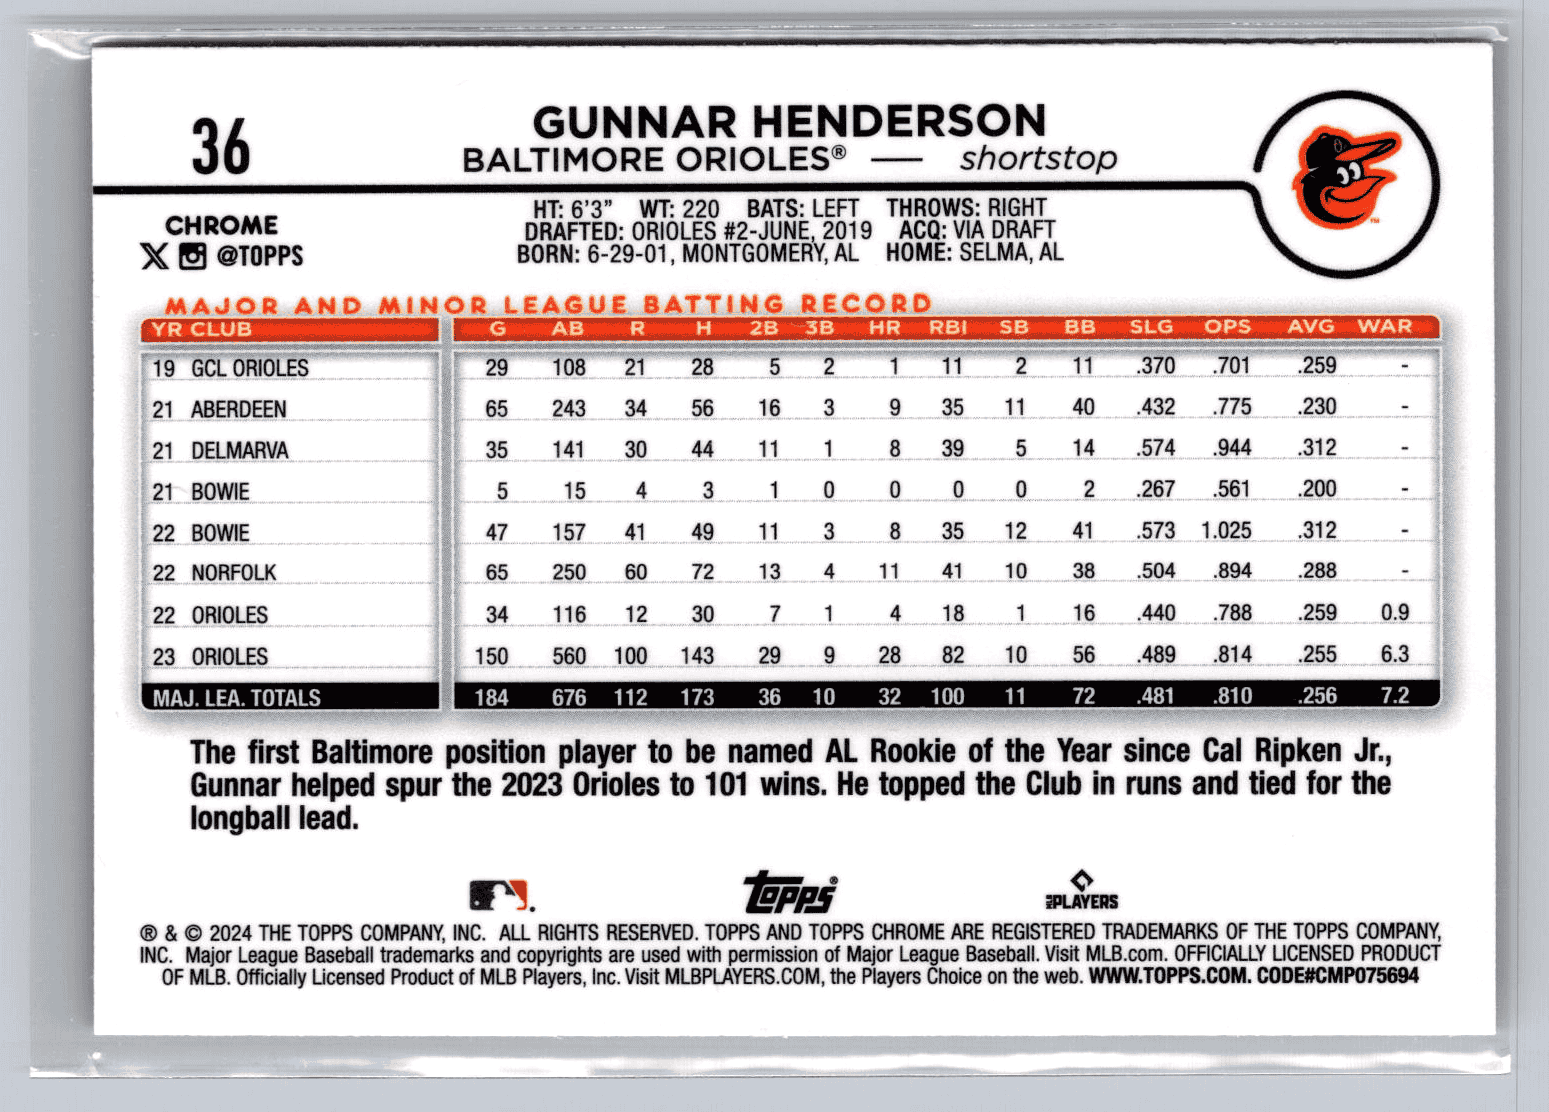 36
GUNNAR HENDERSON
BALTIMORE ORIOLES® — shortstop
CHROME
@TOPPS
HT: 6'3" WT: 220 BATS: LEFT THROWS: RIGHT
DRAFTED: ORIOLES #2-JUNE, 2019 ACQ: VIA DRAFT
BORN: 6-29-01, MONTGOMERY, AL HOME: SELMA, AL
MAJOR AND MINOR LEAGUE BATTING RECORD
YR CLUB G AB R H 2B 3B HR RBI SB BB SLG OPS AVG WAR
19 GCL ORIOLES 29 108 21 28 5 2 1 11 2 11 .370 .701 .259 -
21 ABERDEEN 65 243 34 56 16 3 9 35 11 40 .432 .775 .230 -
21 DELMARVA 35 141 30 44 11 1 8 39 5 14 .574 .944 .312 -
21 BOWIE 5 15 4 3 1 0 0 0 0 2 .267 .561 .200 -
22 BOWIE 47 157 41 49 11 3 8 35 12 41 .573 1.025 .312 -
22 NORFOLK 65 250 60 72 13 4 11 41 10 38 .504 .894 .288 -
22 ORIOLES 34 116 12 30 7 1 4 18 1 16 .440 .788 .259 0.9
23 ORIOLES 150 560 100 143 29 9 28 82 10 56 .489 .814 .255 6.3
MAJ. LEA. TOTALS 184 676 112 173 36 10 32 100 11 72 .481 .810 .256 7.2
The first Baltimore position player to be named AL Rookie of the Year since Cal Ripken Jr.,
Gunnar helped spur the 2023 Orioles to 101 wins. He topped the Club in runs and tied for the
longball lead.
Topps®
MLB PLAYERS
® & © 2024 THE TOPPS COMPANY, INC. ALL RIGHTS RESERVED. TOPPS AND TOPPS CHROME ARE REGISTERED TRADEMARKS OF THE TOPPS COMPANY,
INC. Major League Baseball trademarks and copyrights are used with permission of Major League Baseball. Visit MLB.com. OFFICIALLY LICENSED PRODUCT
OF MLB. Officially Licensed Product of MLB Players, Inc. Visit MLBPLAYERS.COM, the Players Choice on the web. WWW.TOPPS.COM. CODE#CMP075694